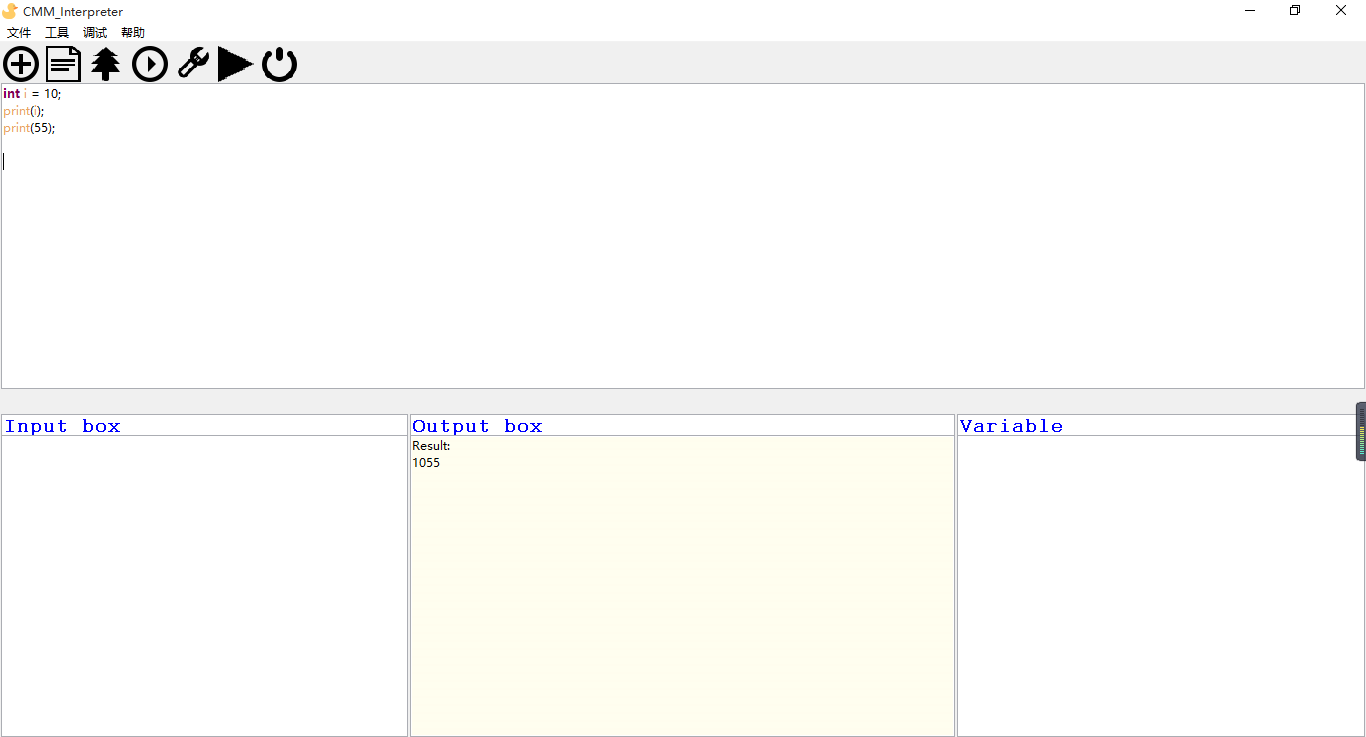 CMM_Interpreter
文件 工具 调试 帮助
int i = 10;
print(i);
print(55);
Input box
Output box
Variable
Result:
1055